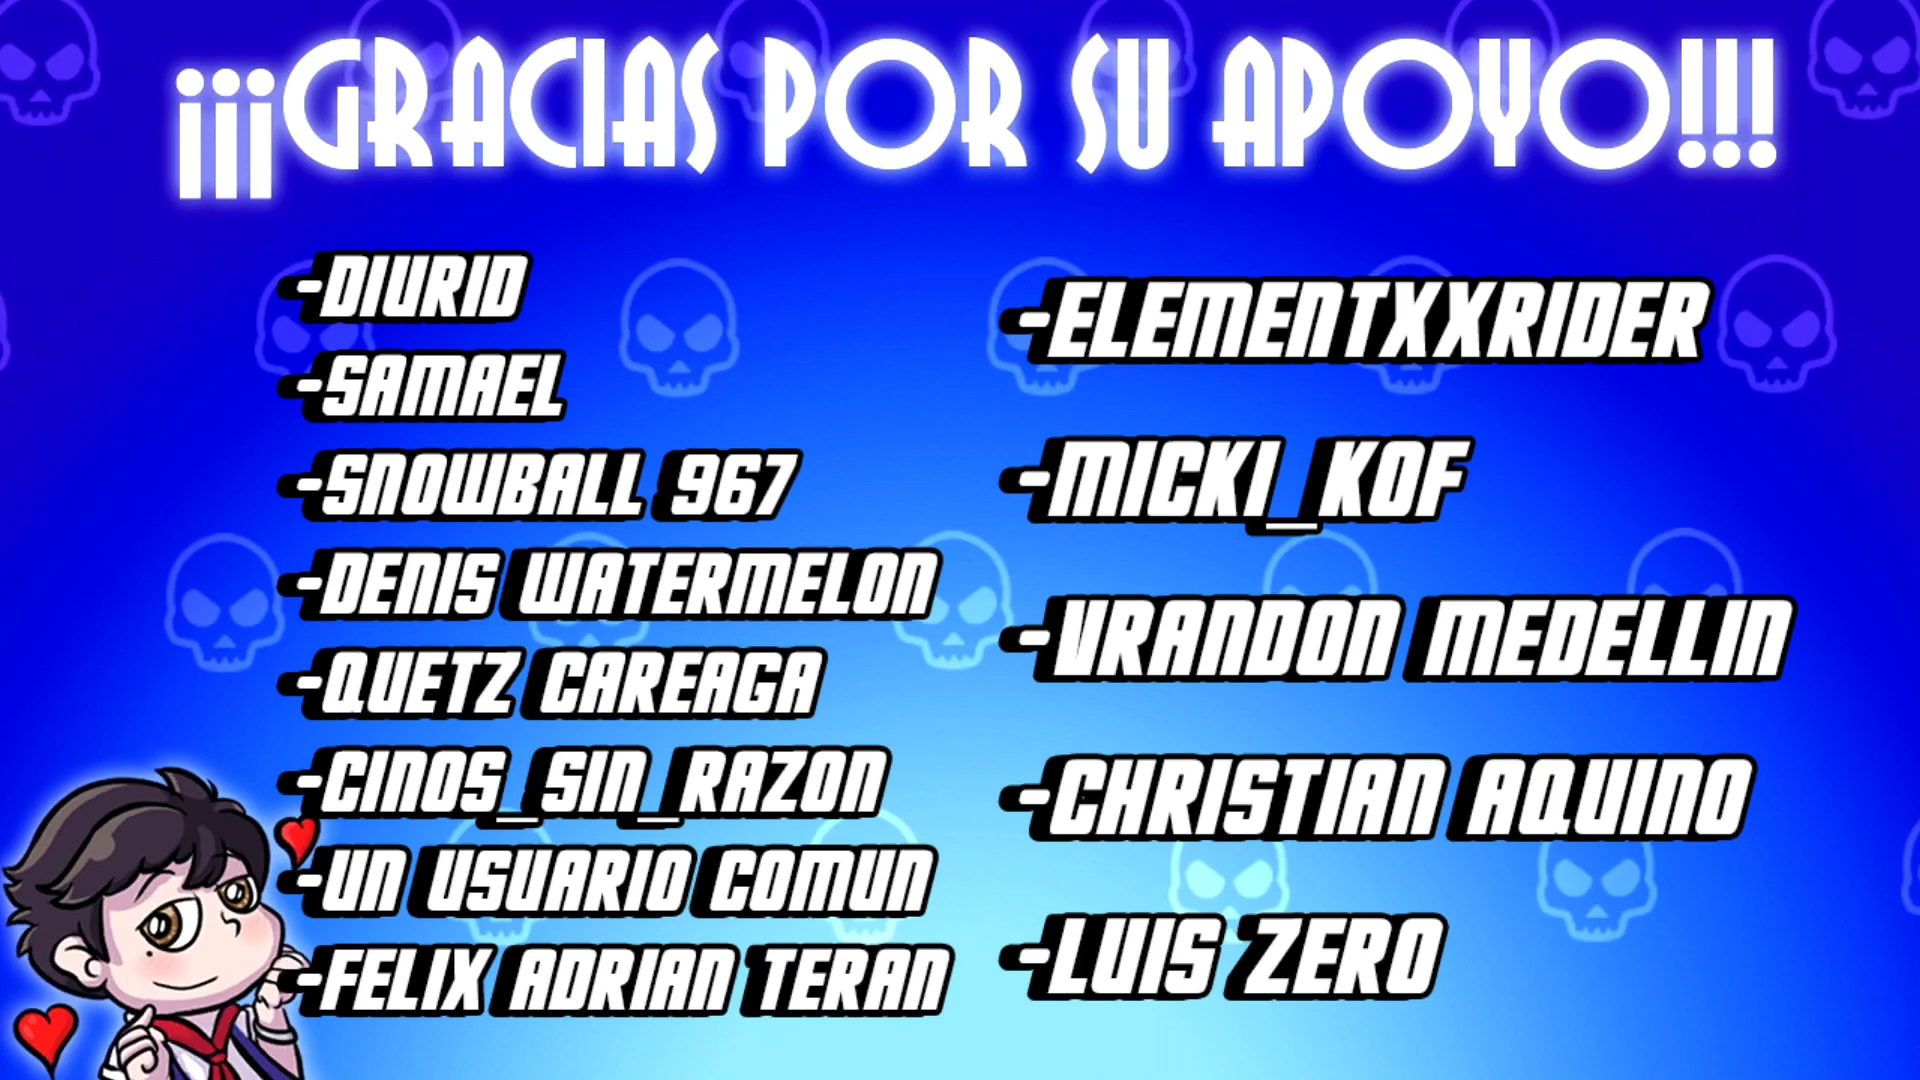 ¡¡¡GRACIAS POR SU APOYO!!!
-DIURID
-SAMAEL
-SNOWBALL 967
-DENIS WATERMELON
-QUETZ CAREAGA
-CINOS_SIN_RAZON
-UN USUARIO COMUN
-FELIX ADRIAN TERAN
-ELEMENTXXRIDER
-MICKI_KOF
-VRANDON MEDELLIN
-CHRISTIAN AQUINO
-LUIS ZERO